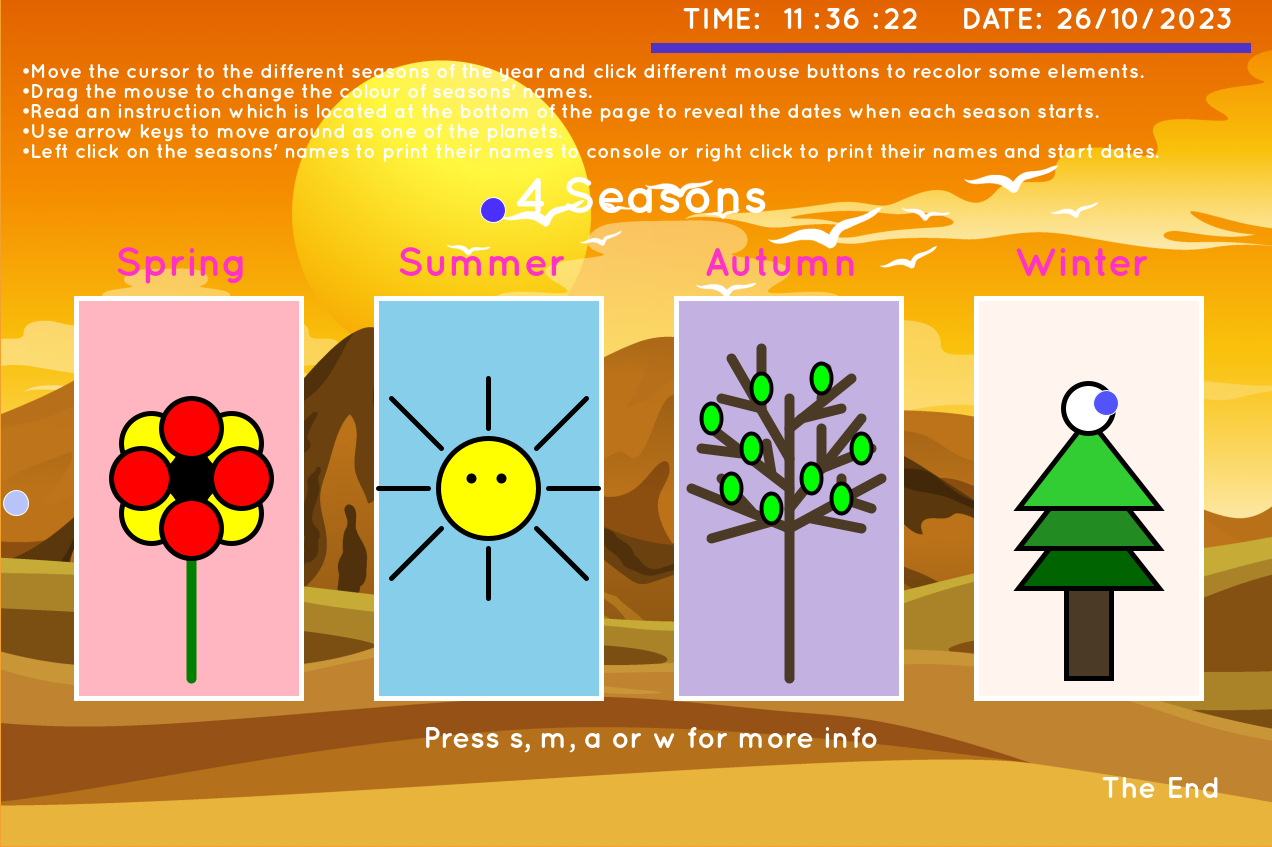 TIME: 11 :36 :22 DATE: 26/10/2023
•Move the cursor to the different seasons of the year and click different mouse buttons to recolor some elements.
•Drag the mouse to change the colour of seasons' names.
•Read an instruction which is located at the bottom of the page to reveal the dates when each season starts.
•Use arrow keys to move around as one of the planets.
•Left click on the seasons' names to print their names to console or right click to print their names and start dates.
4 Seasons
Spring Summer Autumn Winter
Press s, m, a or w for more info
The End